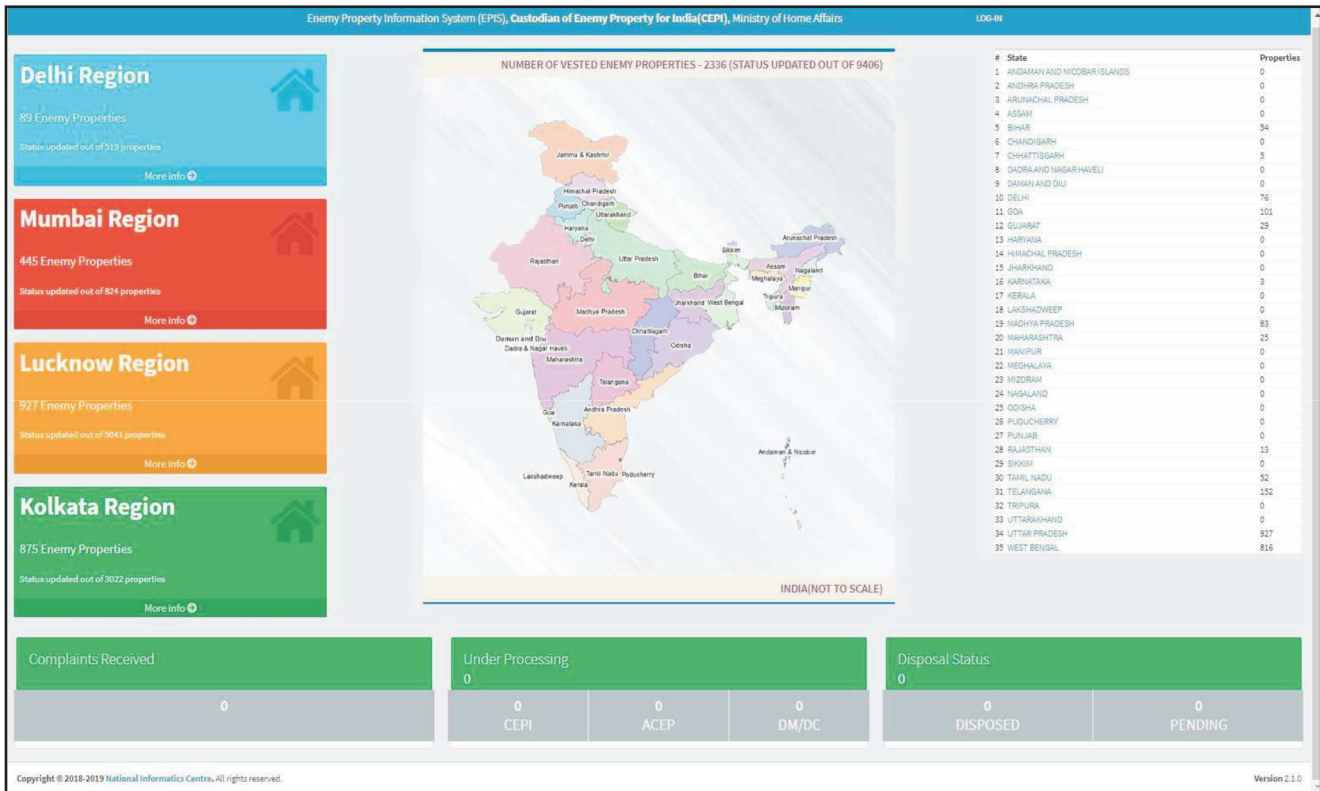 Enemy Property Information System (EPIS), Custodian of Enemy Property for India(CEPI), Ministry of Home Affairs
LOG-IN
Delhi Region
89 Enemy Properties
Status updated out of 519 properties
More info
Mumbai Region
445 Enemy Properties
Status updated out of 824 properties
More info
Lucknow Region
927 Enemy Properties
Status updated out of 5041 properties
More info
Kolkata Region
875 Enemy Properties
Status updated out of 3022 properties
More info
NUMBER OF VESTED ENEMY PROPERTIES - 2336 (STATUS UPDATED OUT OF 9406)
Jammu & Kashmir
Himachal Pradesh
Punjab Chandigarh
Uttarakhand
Haryana
Delhi
Arunachal Pradesh
Sikkim
Rajasthan
Uttar Pradesh
Assam
Nagaland
Bihar
Meghalaya
Manipur
Jharkhand West Bengal
Tripura
Mizoram
Gujarat
Madhya Pradesh
Chhattisgarh
Daman and Diu
Dadra & Nagar Haveli
Odisha
Maharashtra
Telangana
Goa
Andhra Pradesh
Karnataka
Andaman & Nicobar
Lakshadweep
Tamil Nadu Puducherry
Kerala
INDIA(NOT TO SCALE)
# State Properties
1 ANDAMAN AND NICOBAR ISLANDS 0
2 ANDHRA PRADESH 0
3 ARUNACHAL PRADESH 0
4 ASSAM 0
5 BIHAR 54
6 CHANDIGARH 0
7 CHHATTISGARH 5
8 DADRA AND NAGAR HAVELI 0
9 DAMAN AND DIU 0
10 DELHI 76
11 GOA 101
12 GUJARAT 29
13 HARYANA 0
14 HIMACHAL PRADESH 0
15 JHARKHAND 0
16 KARNATAKA 3
17 KERALA 0
18 LAKSHADWEEP 0
19 MADHYA PRADESH 83
20 MAHARASHTRA 25
21 MANIPUR 0
22 MEGHALAYA 0
23 MIZORAM 0
24 NAGALAND 0
25 ODISHA 0
26 PUDUCHERRY 0
27 PUNJAB 0
28 RAJASTHAN 13
29 SIKKIM 0
30 TAMIL NADU 52
31 TELANGANA 152
32 TRIPURA 0
33 UTTARAKHAND 0
34 UTTAR PRADESH 927
35 WEST BENGAL 816
Complaints Received
0
Under Processing
0
0 0 0
CEPI ACEP DM/DC
Disposal Status
0
0 0
DISPOSED PENDING
Copyright © 2018-2019 National Informatics Centre. All rights reserved.
Version 2.1.0